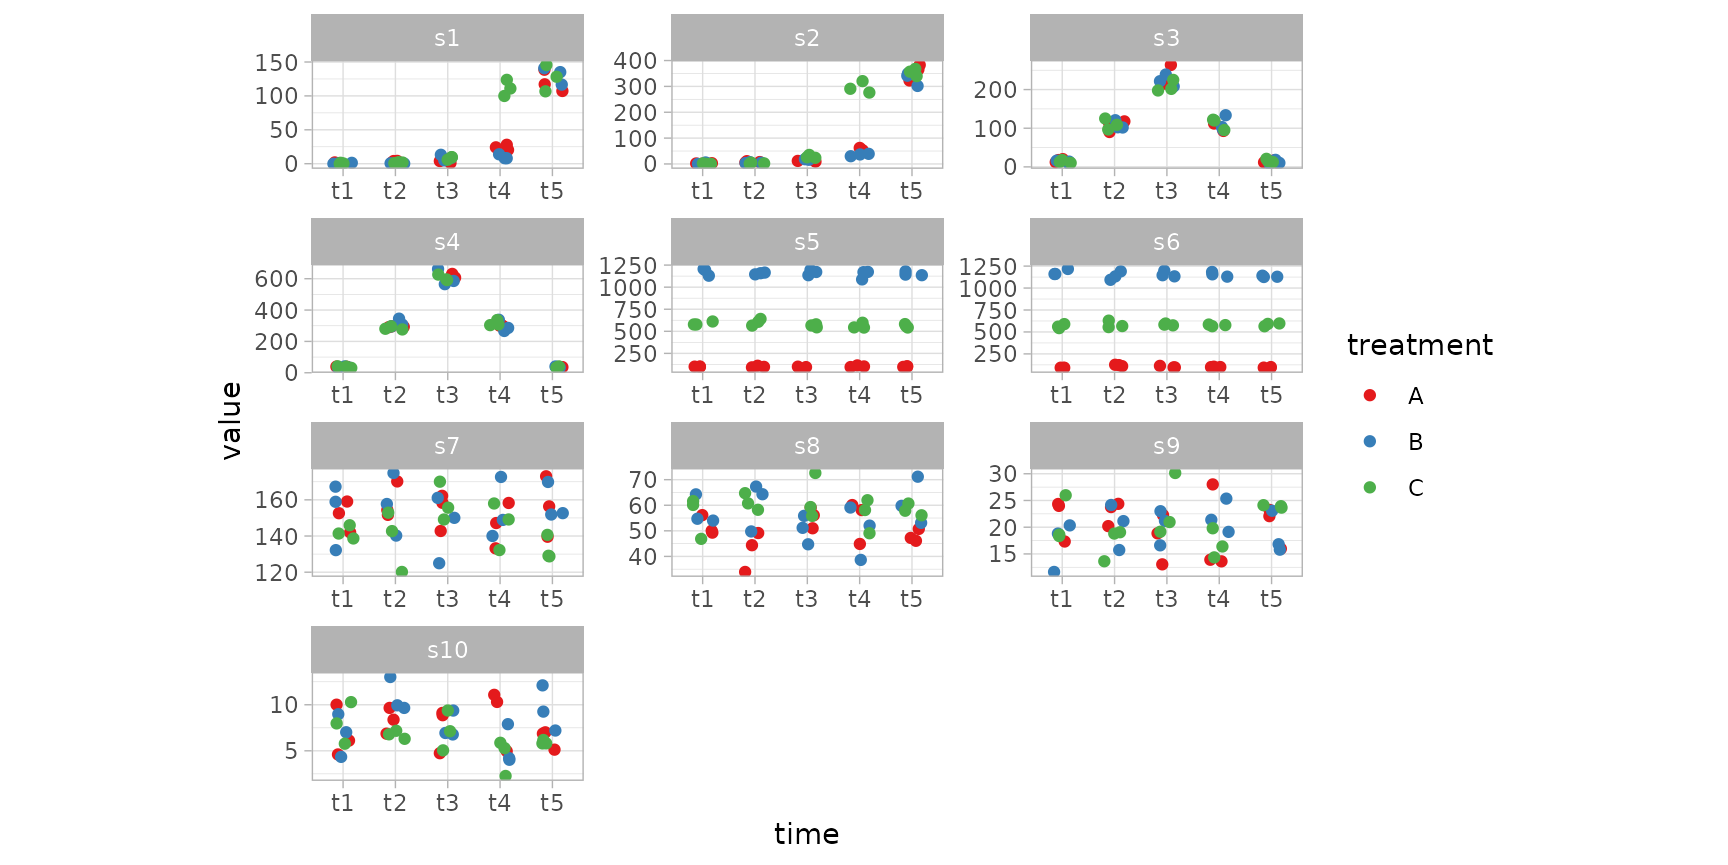 s1 s2 s3
150
100
50
0
400
300
200
100
0
200
100
0
t1 t2 t3 t4 t5 t1 t2 t3 t4 t5 t1 t2 t3 t4 t5
s4 s5 s6
600
400
200
0
1250
1000
750
500
250
1250
1000
750
500
250
t1 t2 t3 t4 t5 t1 t2 t3 t4 t5 t1 t2 t3 t4 t5
s7 s8 s9
160
140
120
70
60
50
40
30
25
20
15
t1 t2 t3 t4 t5 t1 t2 t3 t4 t5 t1 t2 t3 t4 t5
s10
10
5
t1 t2 t3 t4 t5
value
time
treatment
A
B
C